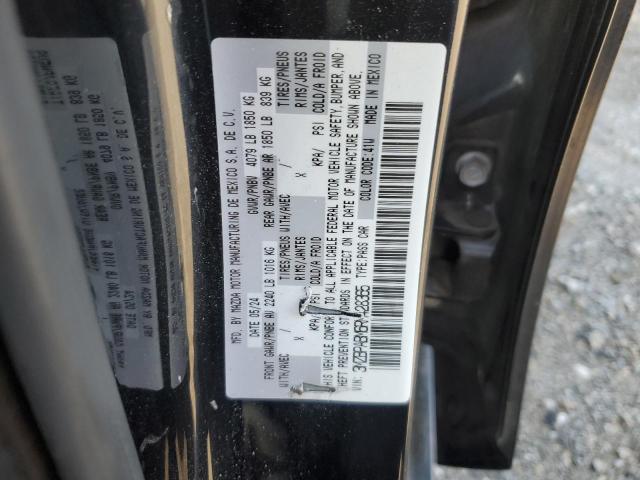 MFD. BY MAZDA MOTOR MANUFACTURING DE MEXICO S.A. DE C.V.
DATE 05/24 GVWR/PNBV 4079 LB 1850 KG
FRONT GAWR/PNBE AV 2240 LB 1016 KG REAR GAWR/PNBE AR 1850 LB 839 KG
WITH/AVEC TIRES/PNEUS WITH/AVEC TIRES/PNEUS
X RIMS/JANTES X RIMS/JANTES
KPA/ PSI COLD/A FROID KPA/ PSI COLD/A FROID
THIS VEHICLE CONFORMS TO ALL APPLICABLE FEDERAL MOTOR VEHICLE SAFETY, BUMPER, AND
THEFT PREVENTION STANDARDS IN EFFECT ON THE DATE OF MANUFACTURE SHOWN ABOVE.
VIN: TYPE:PASS CAR COLOR CODE:41W MADE IN MEXICO